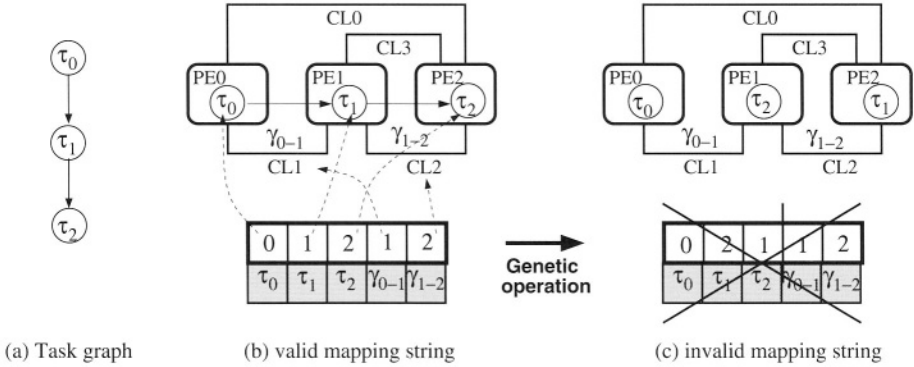 τ0
τ1
τ2
(a) Task graph
CL0
CL3
PE0 PE1 PE2
τ0 τ1 τ2
γ0−1 γ1−2
CL1 CL2
0 1 2 1 2
τ0 τ1 τ2 γ0−1 γ1−2
(b) valid mapping string
Genetic
operation
CL0
CL3
PE0 PE1 PE2
τ0 τ2 τ1
γ0−1 γ1−2
CL1 CL2
0 2 1 1 2
τ0 τ1 τ2 γ0−1 γ1−2
(c) invalid mapping string